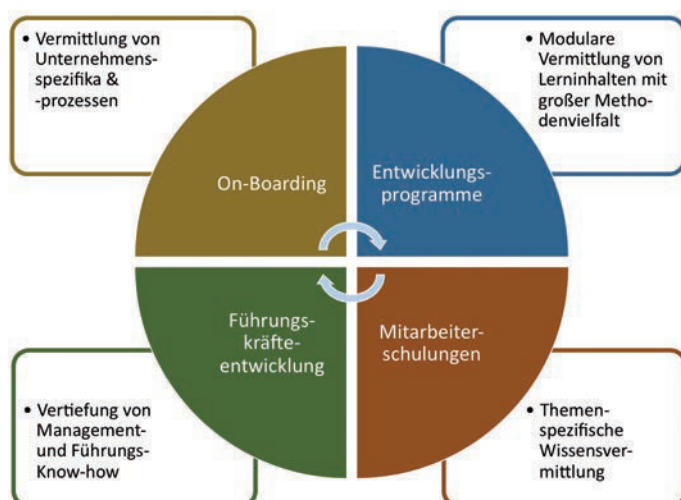 • Vermittlung von
Unternehmens-
spezifika &
-prozessen
• Modulare
Vermittlung von
Lerninhalten mit
großer Metho-
denvielfalt
On-Boarding
Entwicklungs-
programme
Führungs-
kräfte-
entwicklung
Mitarbeiter-
schulungen
• Vertiefung von
Management-
und Führungs-
Know-how
• Themen-
spezifische
Wissensver-
mittlung